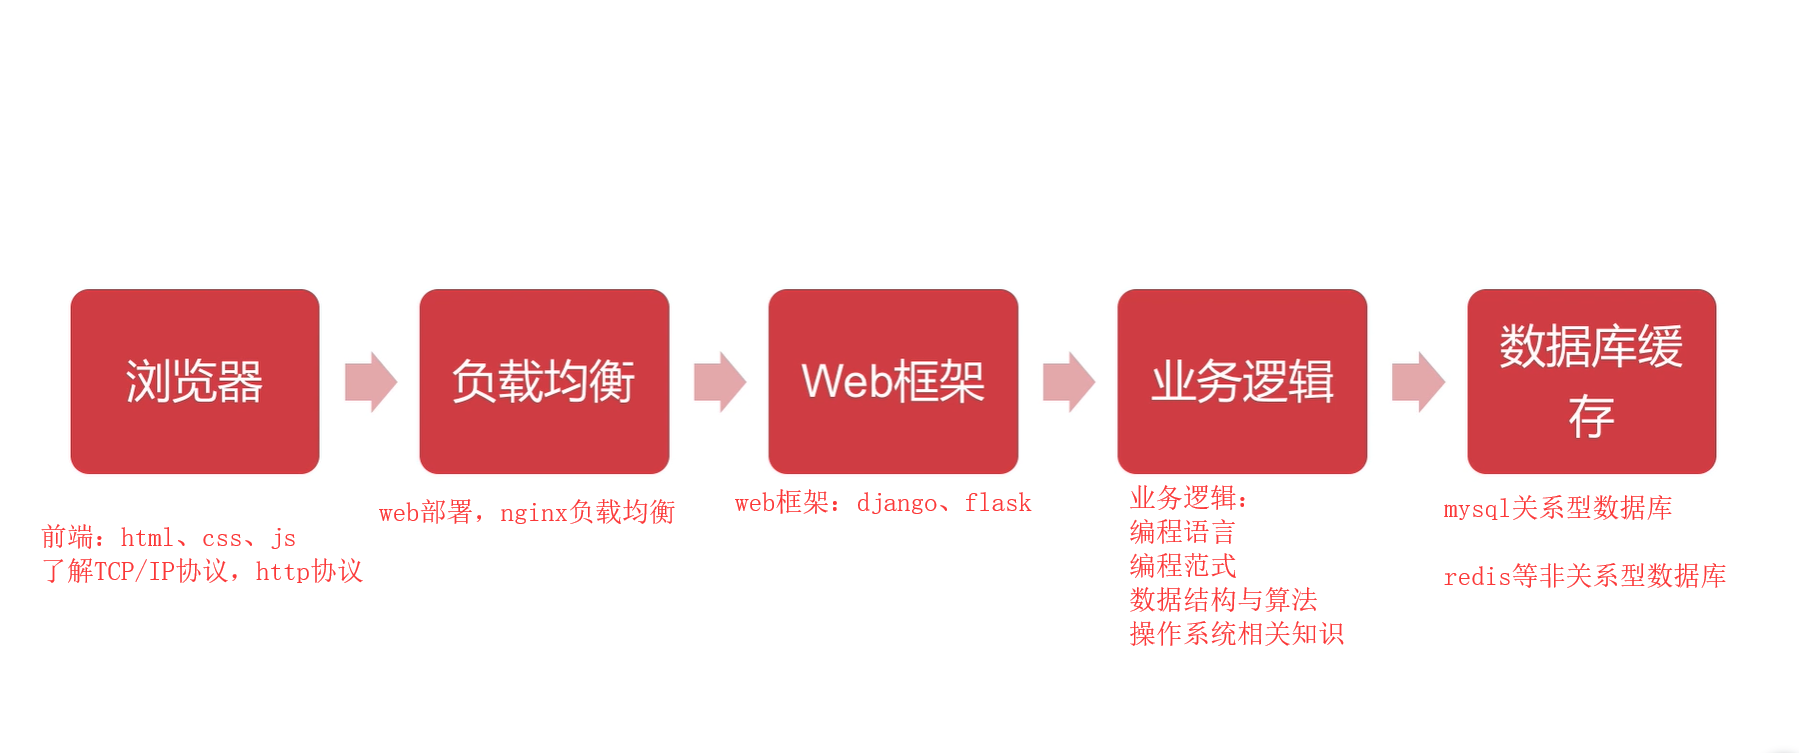 浏览器
负载均衡
Web框架
业务逻辑
数据库缓
存
前端：html、css、js
了解TCP/IP协议，http协议
web部署，nginx负载均衡
web框架：django、flask
业务逻辑：
编程语言
编程范式
数据结构与算法
操作系统相关知识
mysql关系型数据库
redis等非关系型数据库